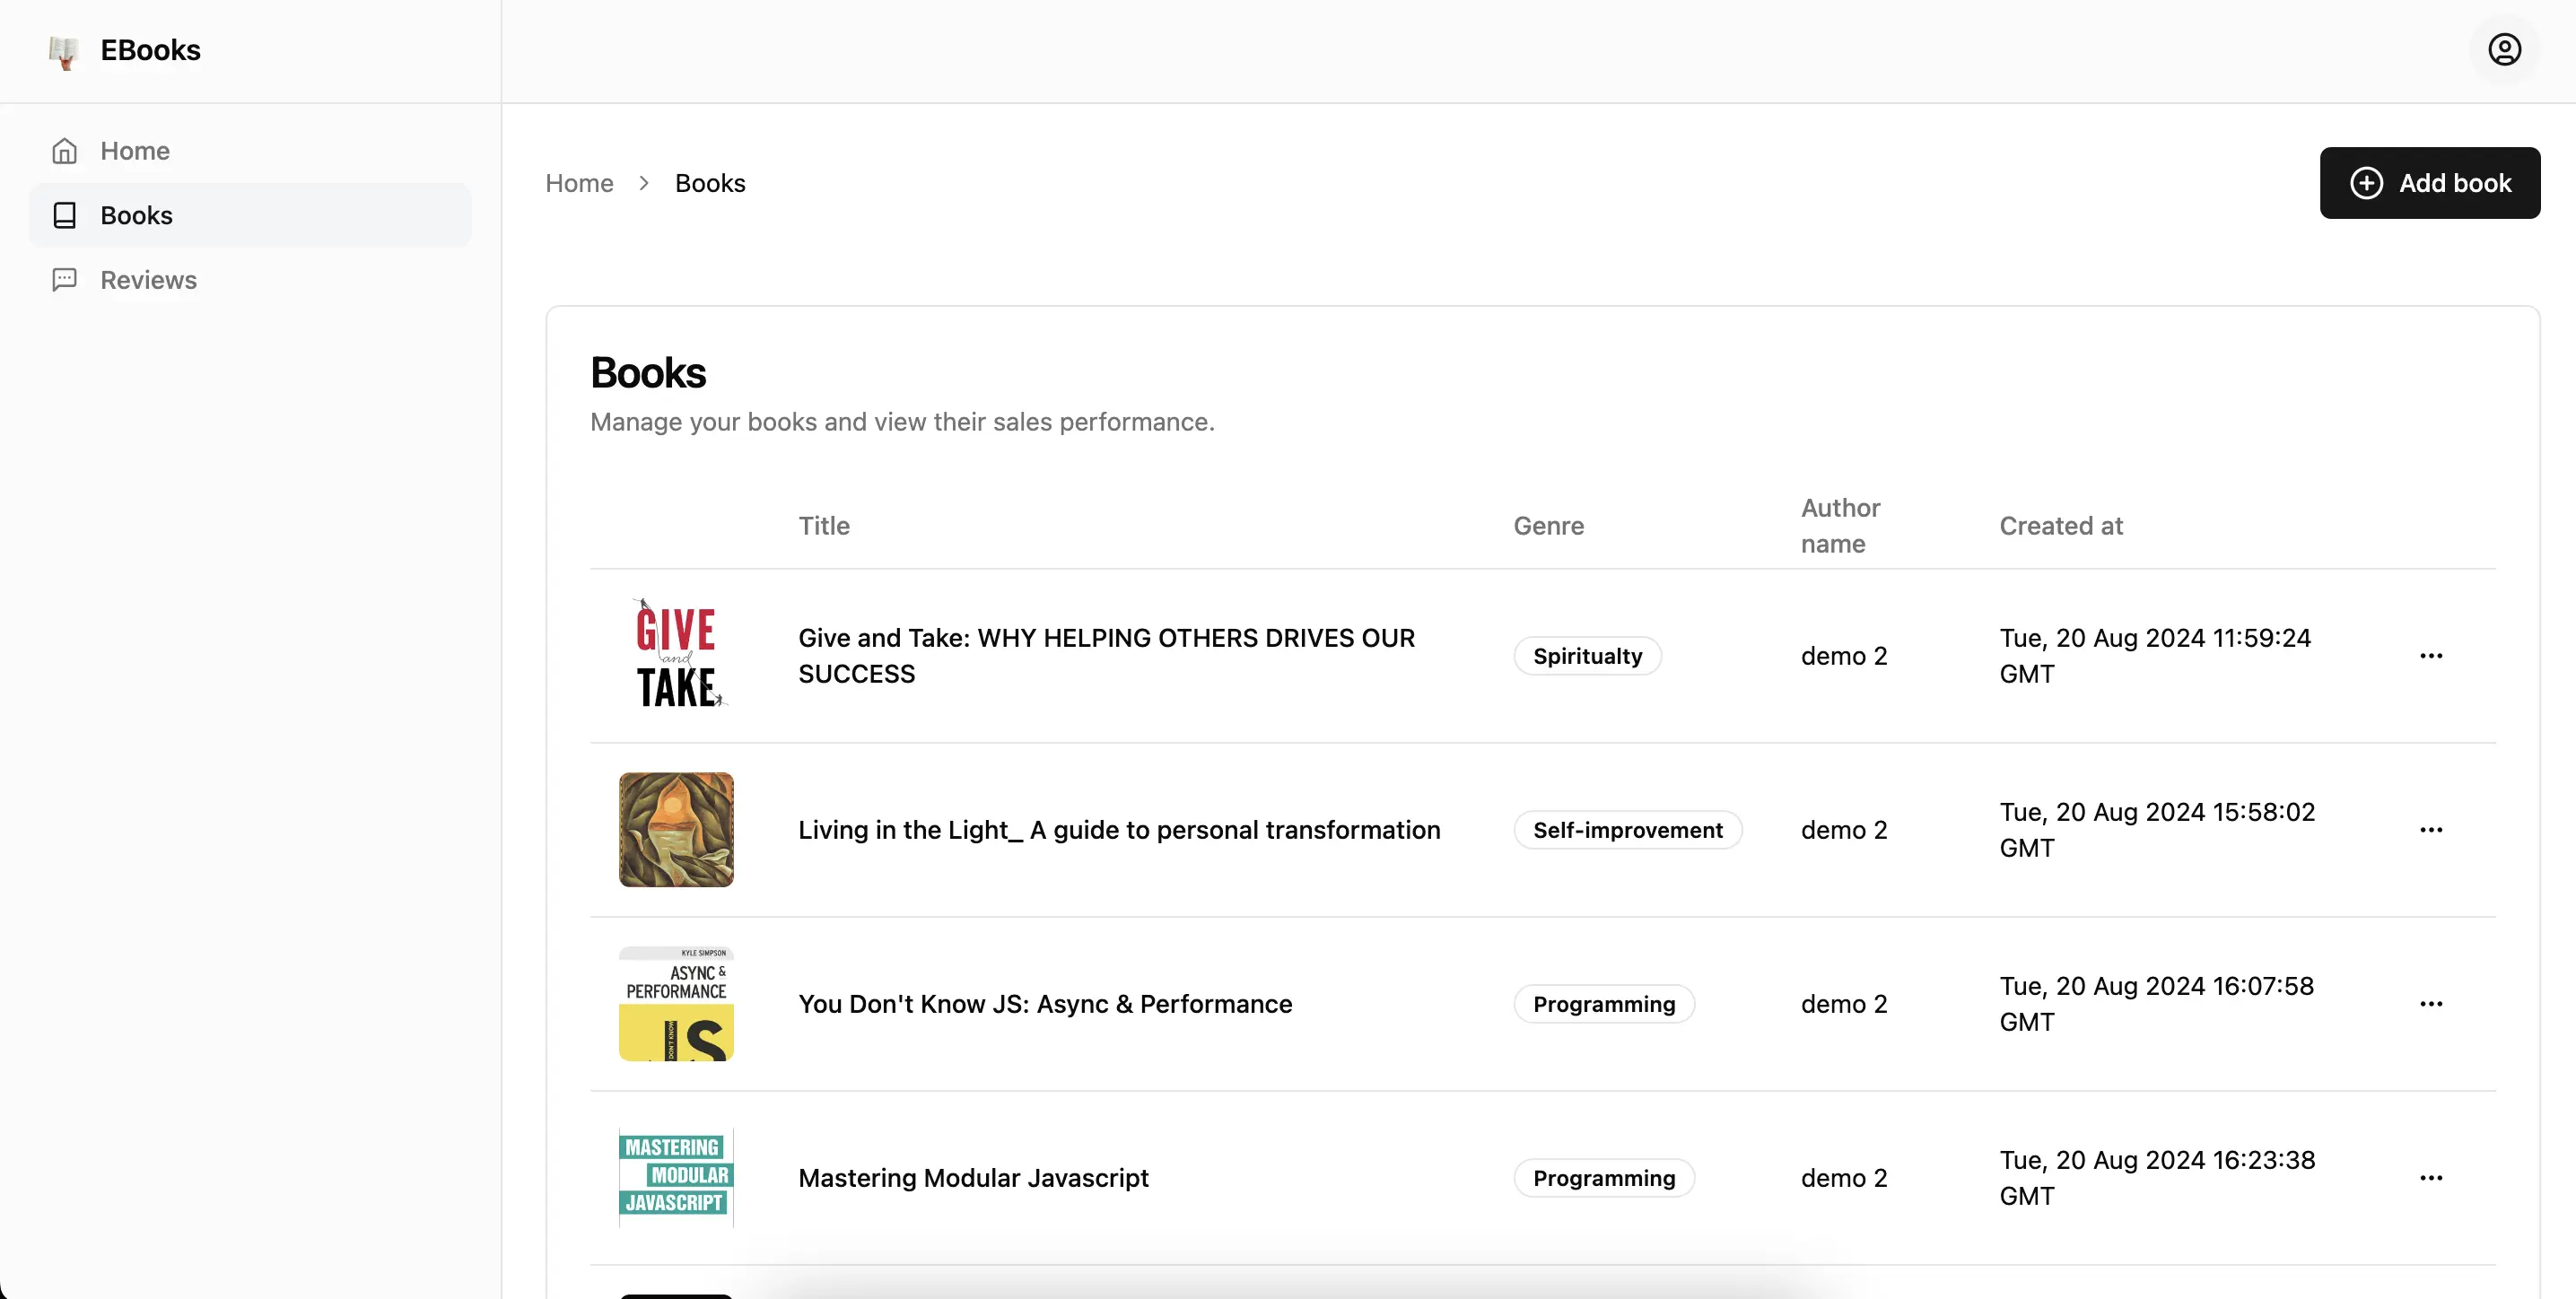 EBooks
Home
Books
Reviews
Home > Books
Add book
Books
Manage your books and view their sales performance.
Title
Genre
Author
name
Created at
GIVE
and
TAKE
Give and Take: WHY HELPING OTHERS DRIVES OUR
SUCCESS
Spiritualty
demo 2
Tue, 20 Aug 2024 11:59:24
GMT
Living in the Light_ A guide to personal transformation
Self-improvement
demo 2
Tue, 20 Aug 2024 15:58:02
GMT
KYLE SIMPSON
ASYNC &
PERFORMANCE
JS
You Don't Know JS: Async & Performance
Programming
demo 2
Tue, 20 Aug 2024 16:07:58
GMT
MASTERING
MODULAR
JAVASCRIPT
Mastering Modular Javascript
Programming
demo 2
Tue, 20 Aug 2024 16:23:38
GMT